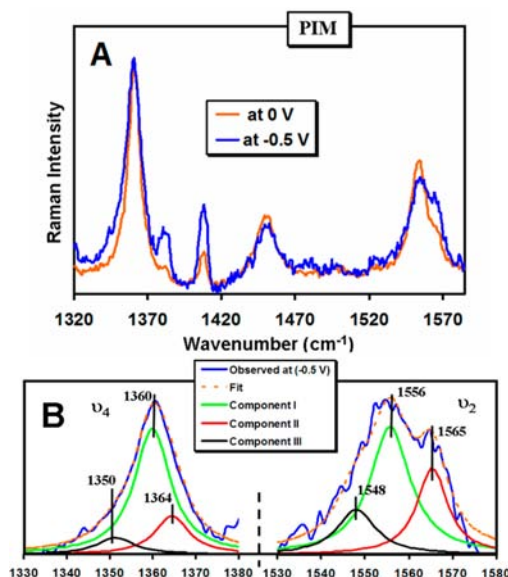 PIM
A
at 0 V
at -0.5 V
Raman Intensity
1320 1370 1420 1470 1520 1570
Wavenumber (cm-1)
B
Observed at (-0.5 V)
Fit
Component I
Component II
Component III
υ4
1360
1350
1364
υ2
1556
1565
1548
1330 1340 1350 1360 1370 1380 1530 1540 1550 1560 1570 1580